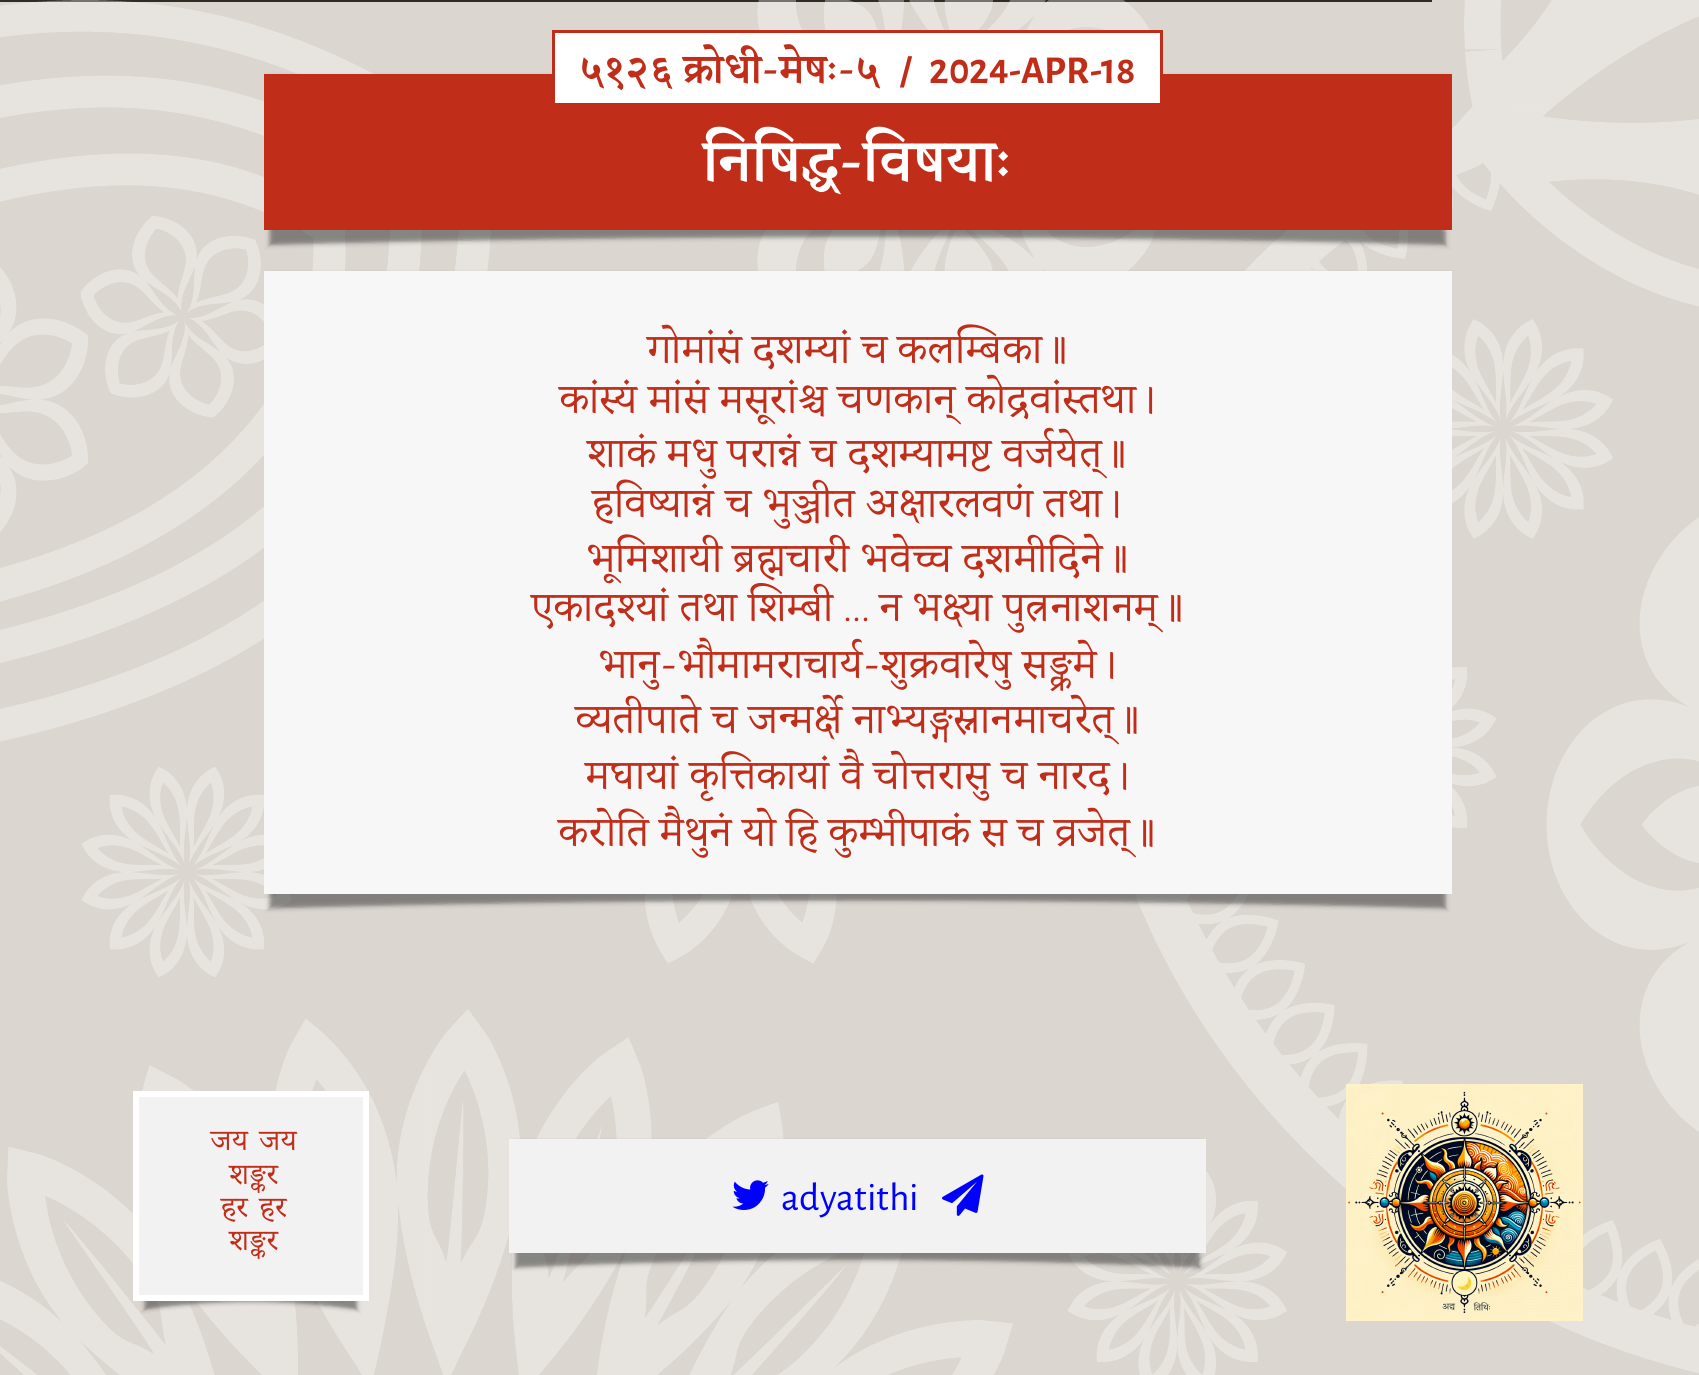 ५१२६ क्रोधी-मेषः-५ / 2024-APR-18
निषिद्ध-विषयाः
गोमांसं दशम्यां च कलम्बिका॥
कांस्यं मांसं मसूरांश्च चणकान् कोद्रवांस्तथा।
शाकं मधु परान्नं च दशम्यामष्ट वर्जयेत्॥
हविष्यान्नं च भुञ्जीत अक्षारलवणं तथा।
भूमिशायी ब्रह्मचारी भवेच्च दशमीदिने॥
एकादश्यां तथा शिम्बी ... न भक्ष्या पुत्रनाशनम्॥
भानु-भौमामराचार्य-शुक्रवारेषु सङ्क्रमे।
व्यतीपाते च जन्मर्क्षे नाभ्यङ्गस्नानमाचरेत्॥
मघायां कृत्तिकायां वै चोत्तरासु च नारद।
करोति मैथुनं यो हि कुम्भीपाकं स च व्रजेत्॥
जय जय
शङ्कर
हर हर
शङ्कर
adyatithi
अद्य तिथिः